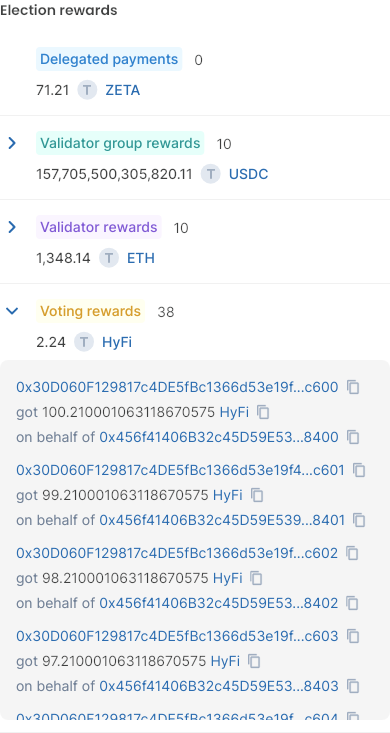 Election rewards
Delegated payments 0
71.21 T ZETA
Validator group rewards 10
157,705,500,305,820.11 T USDC
Validator rewards 10
1,348.14 T ETH
Voting rewards 38
2.24 T HyFi
0x30D060F129817c4DE5fBc1366d53e19f...c600
got 100.210001063118670575 HyFi
on behalf of 0x456f41406B32c45D59E53...8400
0x30D060F129817c4DE5fBc1366d53e19f4...c601
got 99.210001063118670575 HyFi
on behalf of 0x456f41406B32c45D59E539...8401
0x30D060F129817c4DE5fBc1366d53e19f...c602
got 98.210001063118670575 HyFi
on behalf of 0x456f41406B32c45D59E53...8402
0x30D060F129817c4DE5fBc1366d53e19f...c603
got 97.210001063118670575 HyFi
on behalf of 0x456f41406B32c45D59E53...8403
0x30D060F129817c4DE5fBc1366d53e19f...c604